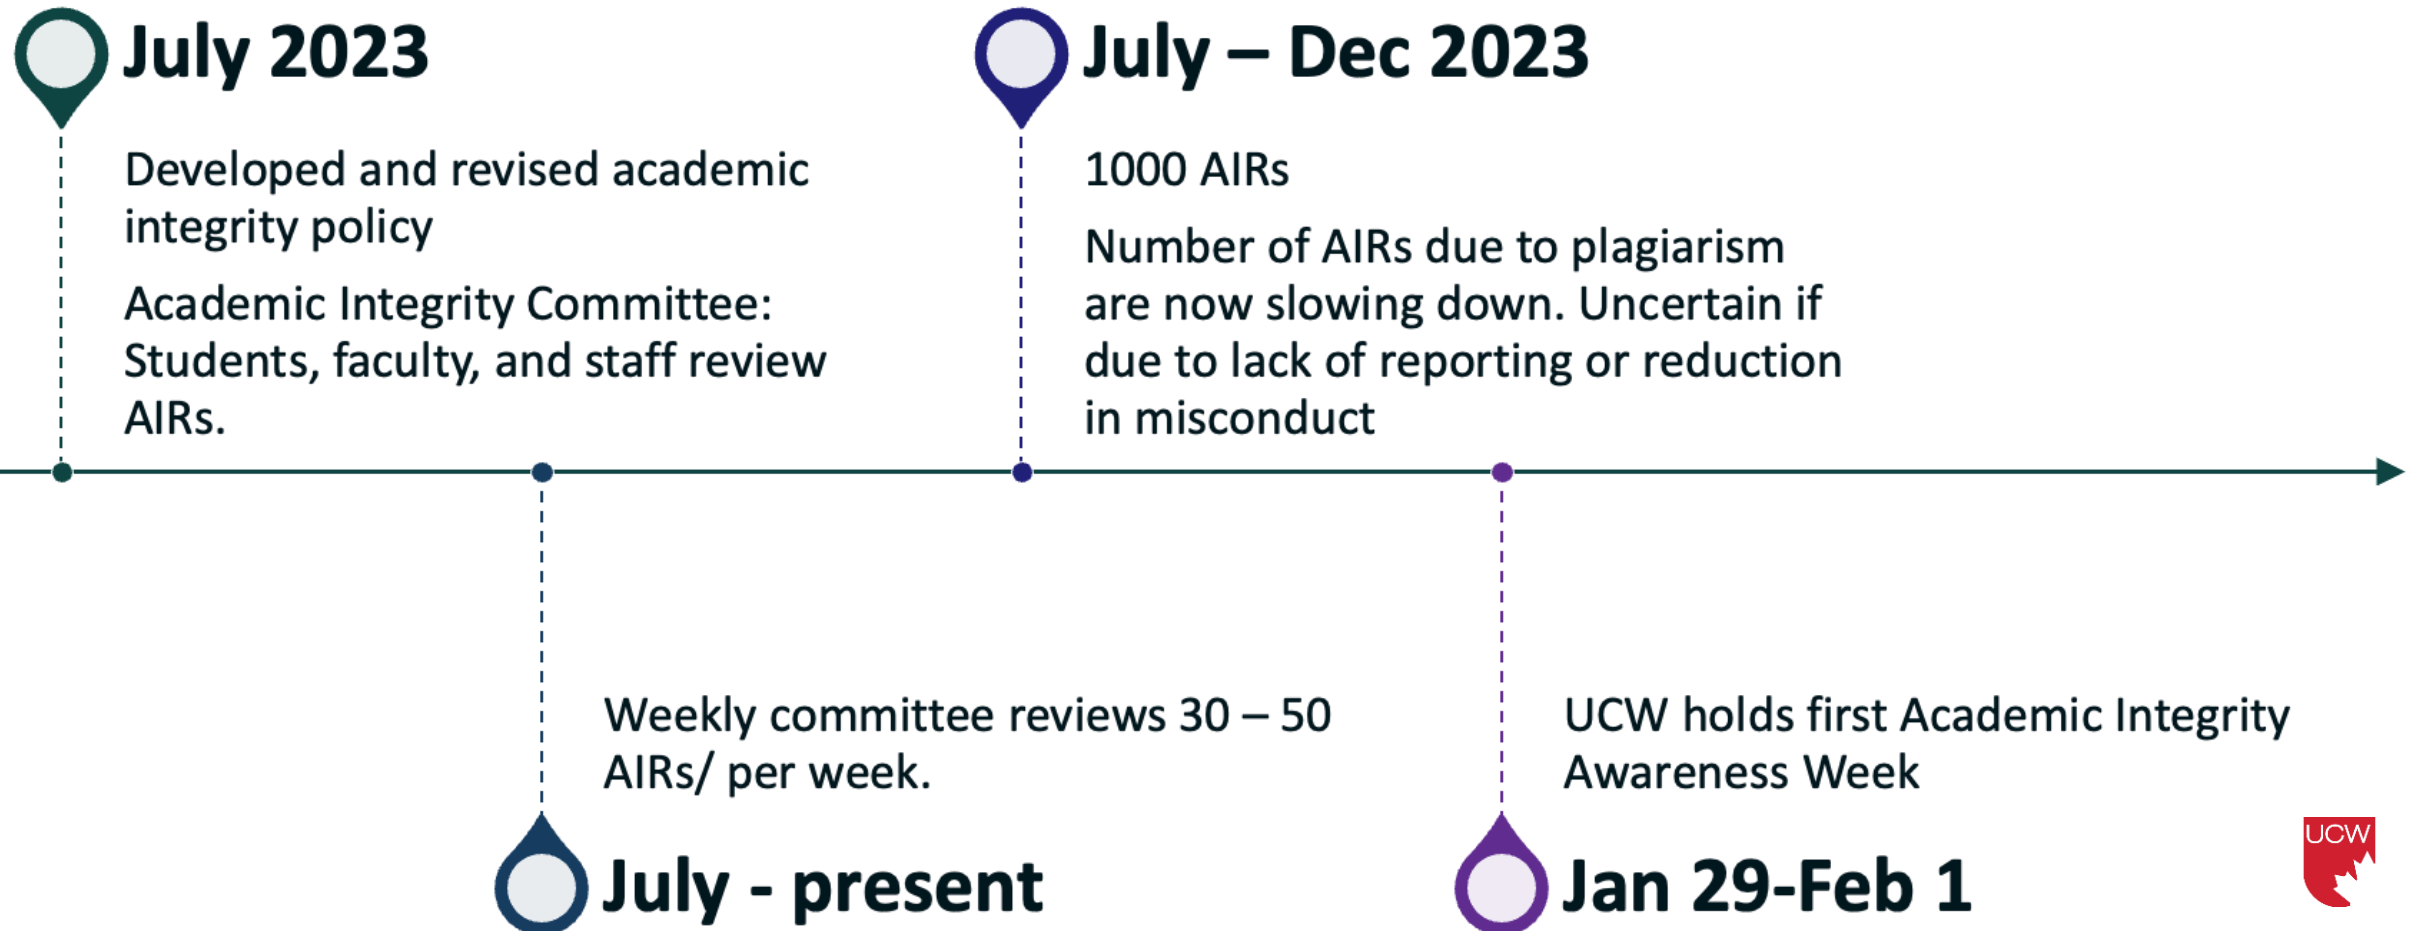 July 2023
Developed and revised academic
integrity policy
Academic Integrity Committee:
Students, faculty, and staff review
AIRs.
July - present
Weekly committee reviews 30 – 50
AIRs/ per week.
July – Dec 2023
1000 AIRs
Number of AIRs due to plagiarism
are now slowing down. Uncertain if
due to lack of reporting or reduction
in misconduct
Jan 29-Feb 1
UCW holds first Academic Integrity
Awareness Week
UCW